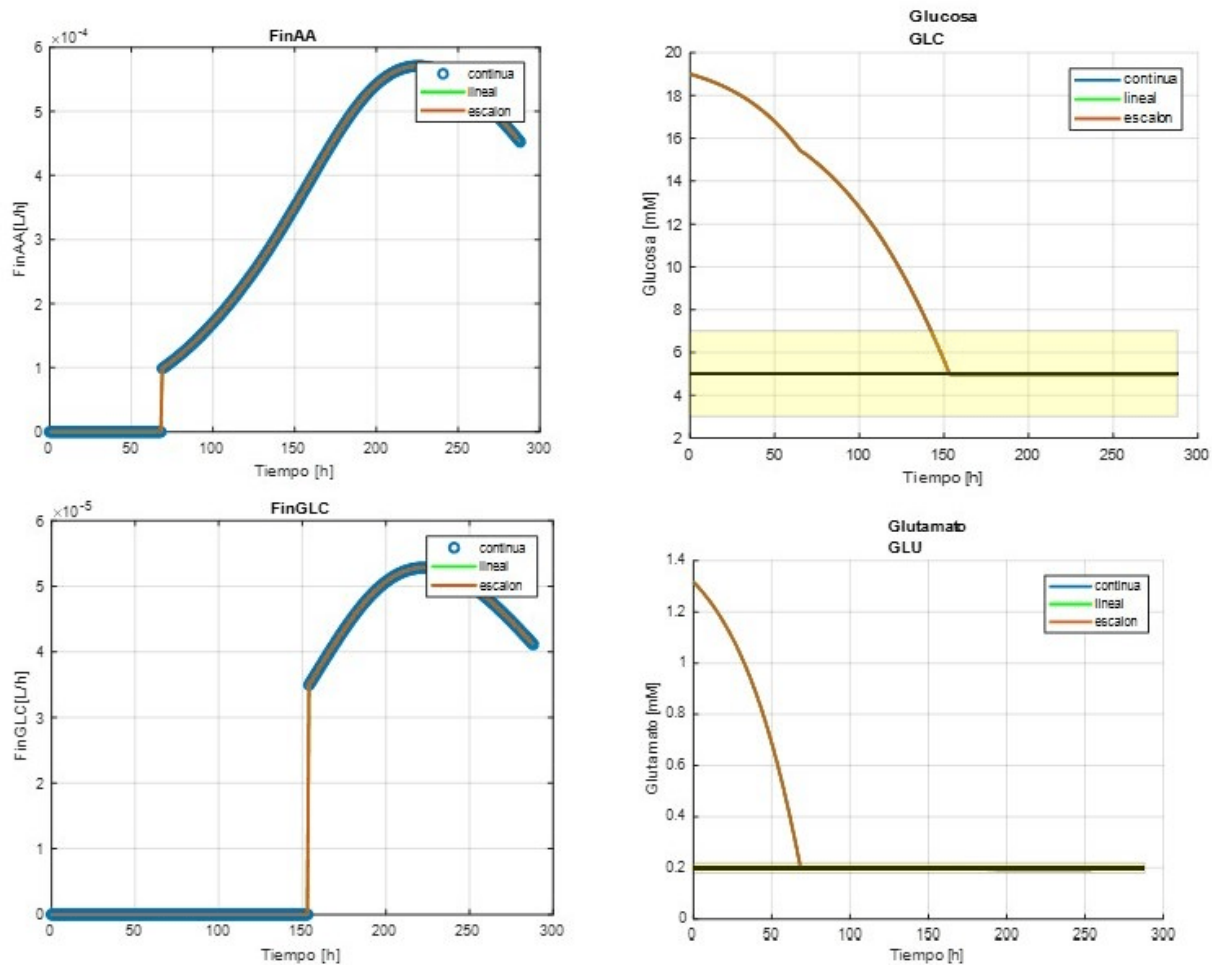 FinAA
×10⁻⁴
6
5
4
3
2
1
0
FinAA[L/h]
continua
lineal
escalon
0 50 100 150 200 250 300
Tiempo [h]
Glucosa
GLC
20
18
16
14
12
10
8
6
4
2
Glucosa [mM]
continua
lineal
escalon
0 50 100 150 200 250 300
Tiempo [h]
FinGLC
×10⁻⁵
6
5
4
3
2
1
0
FinGLC[L/h]
continua
lineal
escalon
0 50 100 150 200 250 300
Tiempo [h]
Glutamato
GLU
1.4
1.2
1
0.8
0.6
0.4
0.2
0
Glutamato [mM]
continua
lineal
escalon
0 50 100 150 200 250 300
Tiempo [h]